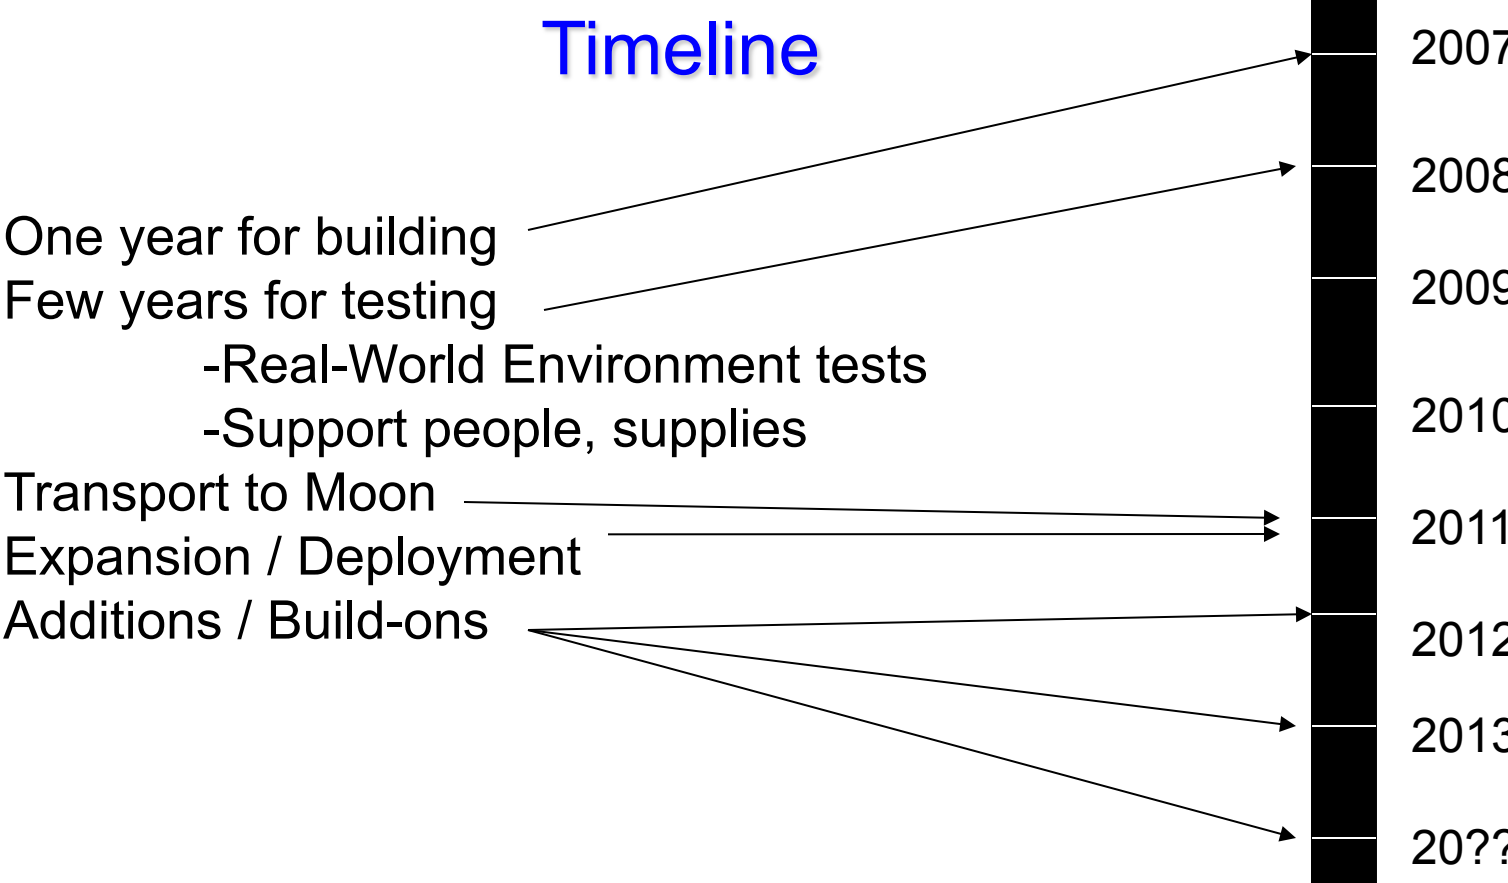 Timeline
One year for building
Few years for testing
-Real-World Environment tests
-Support people, supplies
Transport to Moon
Expansion / Deployment
Additions / Build-ons
2007
2008
2009
2010
2011
2012
2013
20??